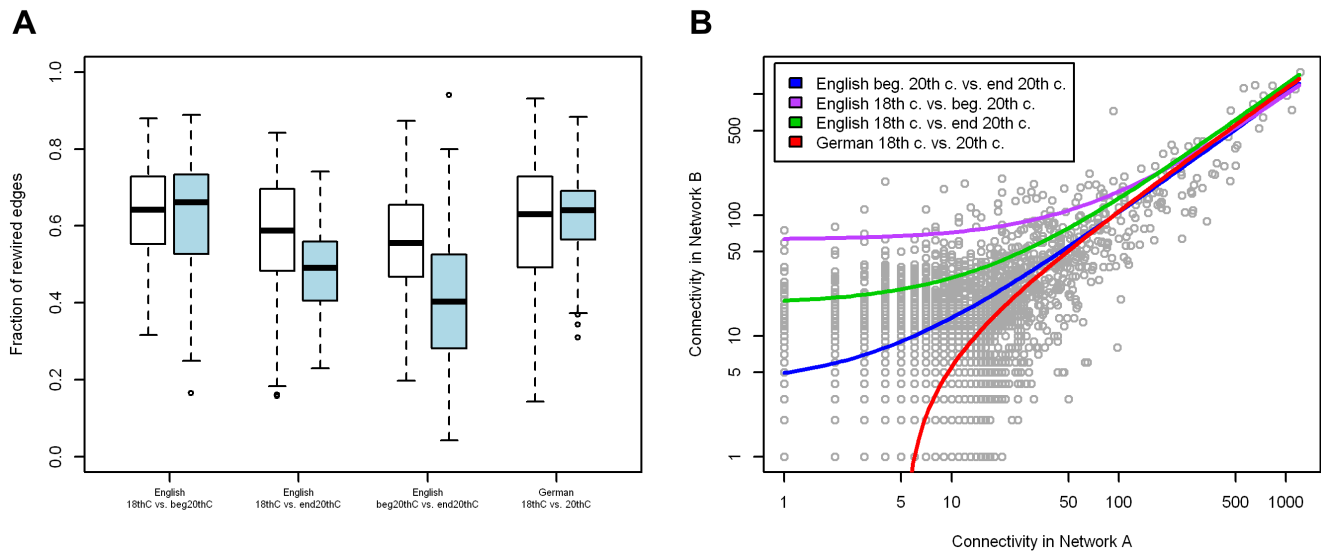 A
Fraction of rewired edges
1.0
0.8
0.6
0.4
0.2
0.0
English
18thC vs. beg20thC
English
18thC vs. end20thC
English
beg20thC vs. end20thC
German
18thC vs. 20thC
B
Connectivity in Network B
500
100
50
10
5
1
English beg. 20th c. vs. end 20th c.
English 18th c. vs. beg. 20th c.
English 18th c. vs. end 20th c.
German 18th c. vs. 20th c.
1
5
10
50
100
500
1000
Connectivity in Network A